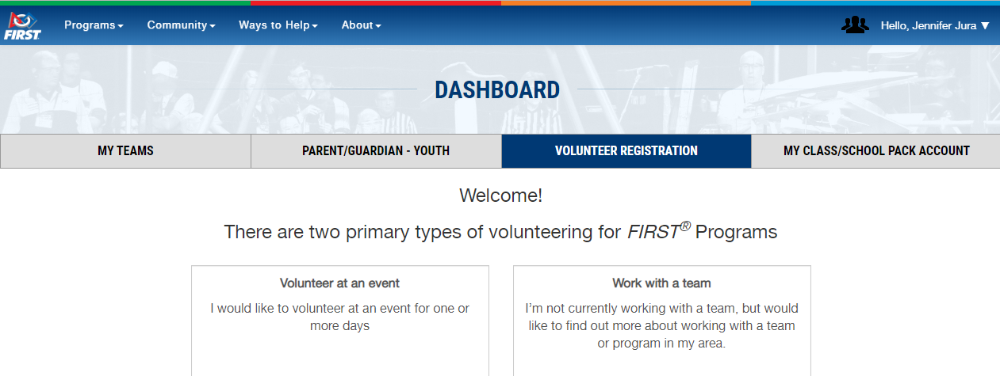 FIRST
Programs
Community
Ways to Help
About
Hello, Jennifer Jura ▼
DASHBOARD
MY TEAMS
PARENT/GUARDIAN - YOUTH
VOLUNTEER REGISTRATION
MY CLASS/SCHOOL PACK ACCOUNT
Welcome!
There are two primary types of volunteering for FIRST® Programs
Volunteer at an event
I would like to volunteer at an event for one or
more days
Work with a team
I'm not currently working with a team, but would
like to find out more about working with a team
or program in my area.